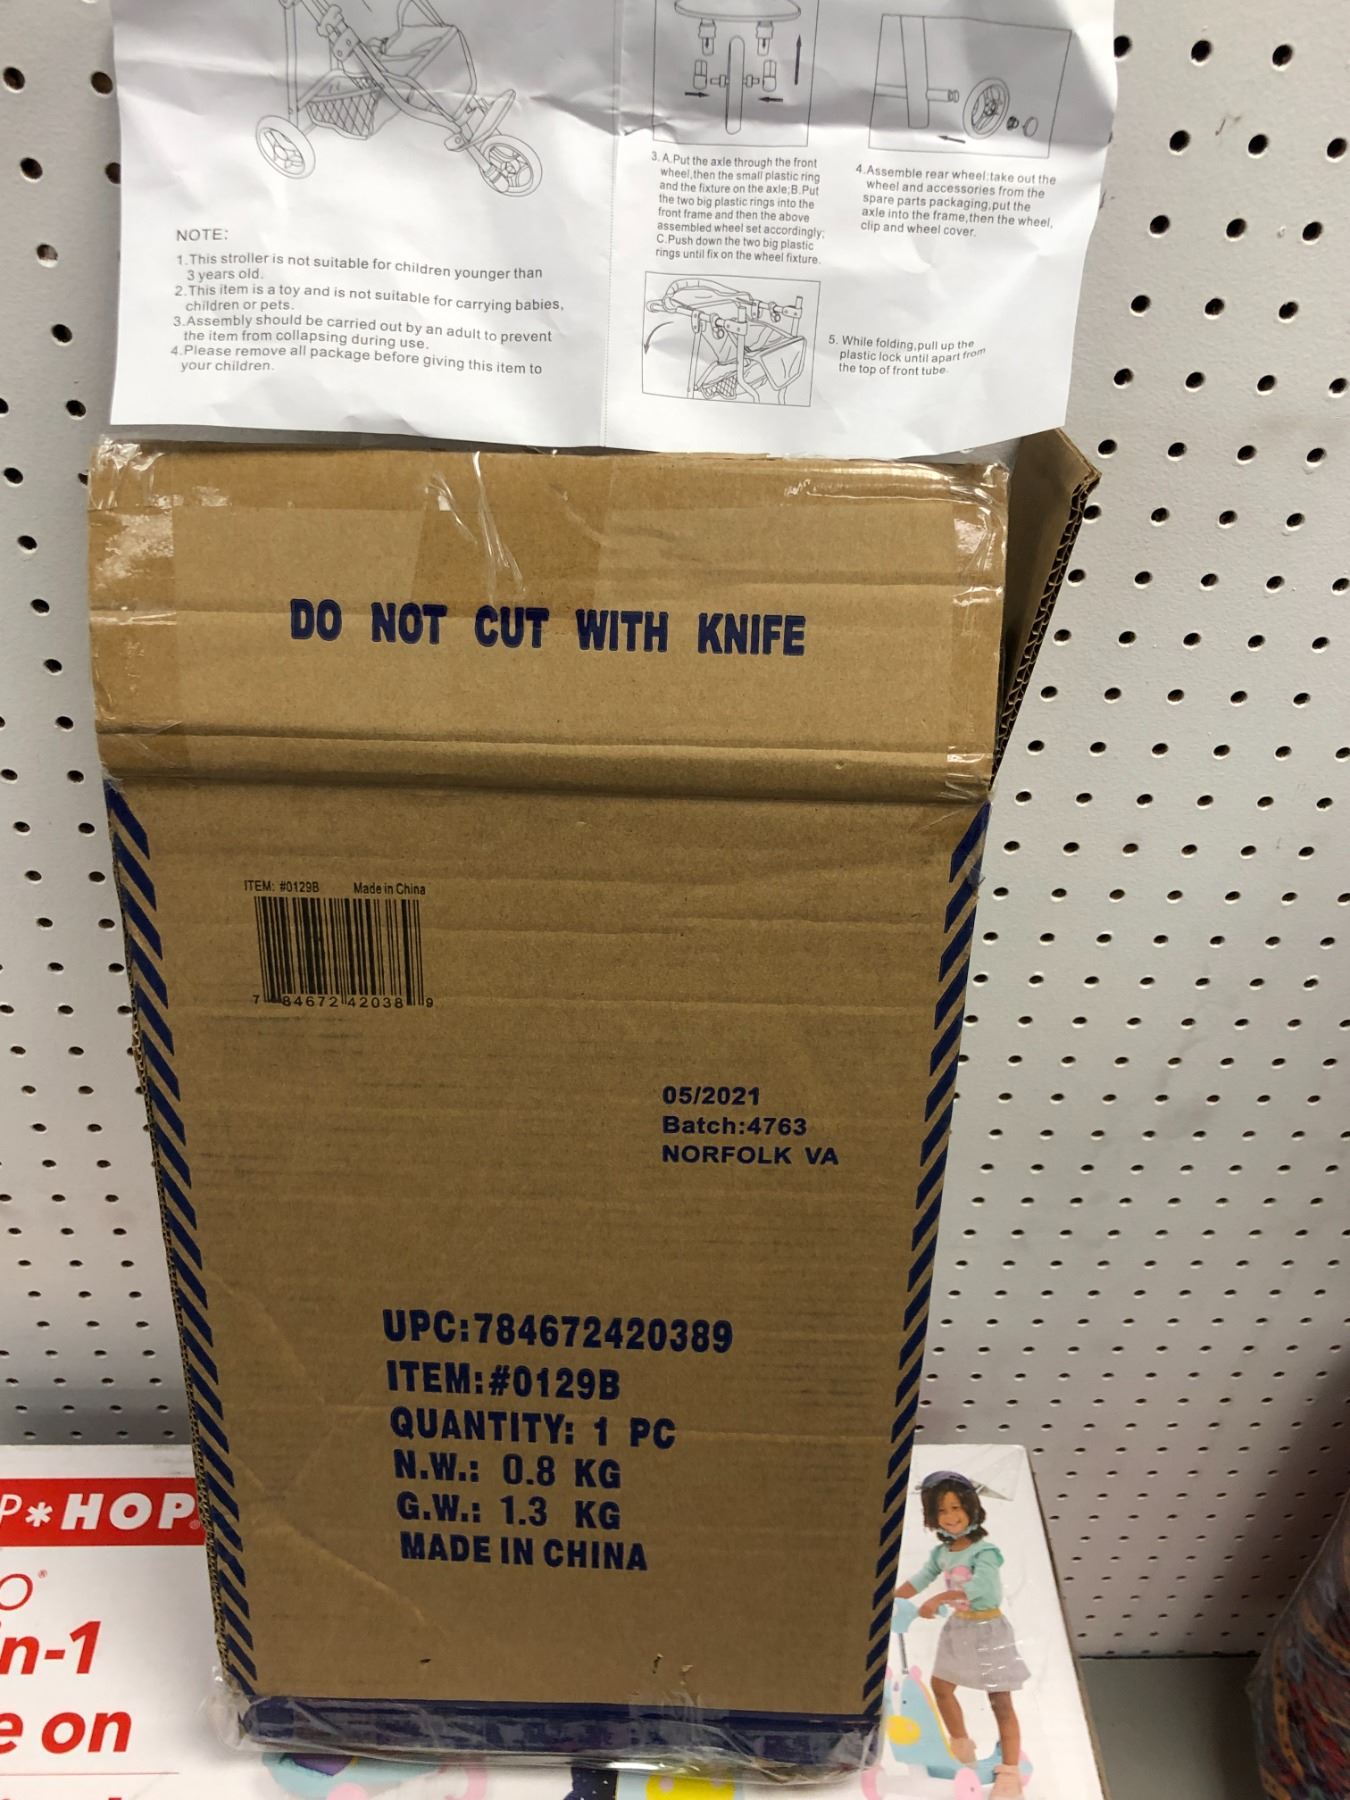 NOTE:
1.This stroller is not suitable for children younger than
3 years old.
2.This item is a toy and is not suitable for carrying babies,
children or pets.
3.Assembly should be carried out by an adult to prevent
the item from collapsing during use.
4.Please remove all package before giving this item to
your children.
3. A.Put the axle through the front
wheel,then the small plastic ring
and the fixture on the axle;B.Put
the two big plastic rings into the
front frame and then the above
assembled wheel set accordingly;
C.Push down the two big plastic
rings until fix on the wheel fixture.
4.Assemble rear wheel:take out the
wheel and accessories from the
spare parts packaging,put the
axle into the frame,then the wheel,
clip and wheel cover.
5. While folding,pull up the
plastic lock until apart from
the top of front tube.
DO NOT CUT WITH KNIFE
ITEM: #0129B Made in China
7 84672 42038 9
05/2021
Batch:4763
NORFOLK VA
UPC:784672420389
ITEM:#0129B
QUANTITY: 1 PC
N.W.: 0.8 KG
G.W.: 1.3 KG
MADE IN CHINA
P*HOP
O®
n-1
e on